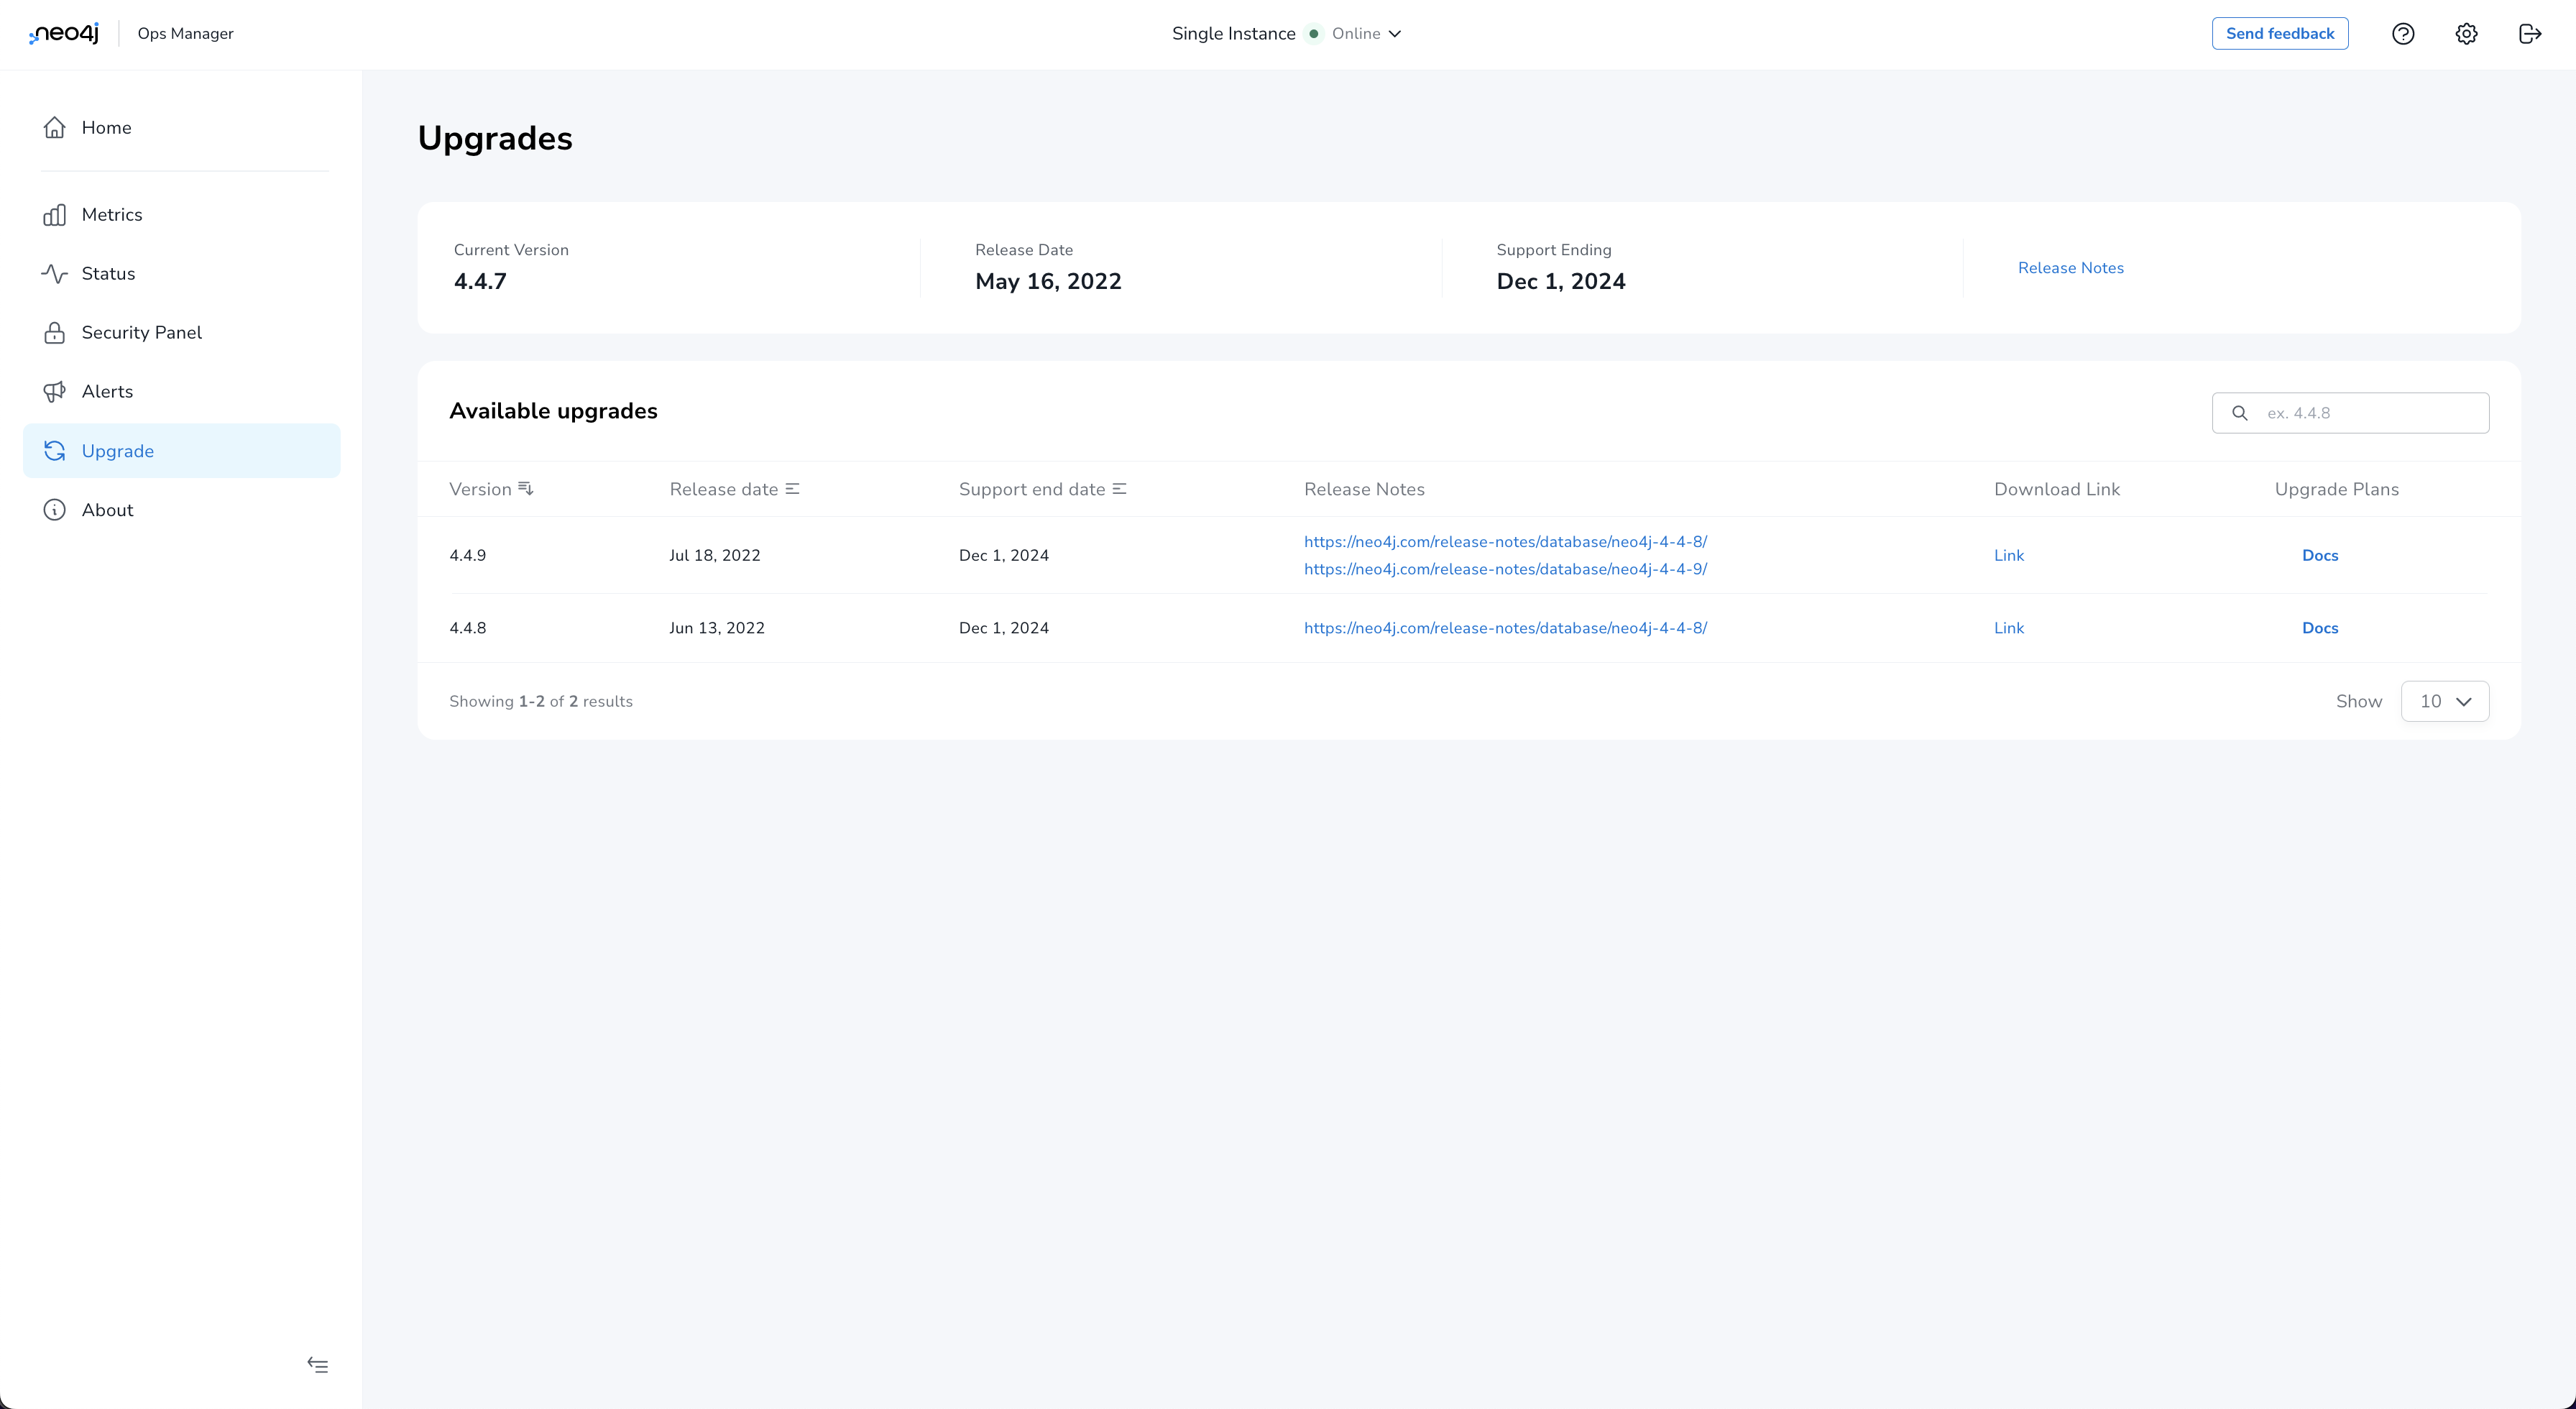 neo4j Ops Manager
Single Instance Online
Send feedback
Home
Metrics
Status
Security Panel
Alerts
Upgrade
About
Upgrades
Current Version
4.4.7
Release Date
May 16, 2022
Support Ending
Dec 1, 2024
Release Notes
Available upgrades
ex. 4.4.8
Version Release date Support end date Release Notes Download Link Upgrade Plans
4.4.9 Jul 18, 2022 Dec 1, 2024 https://neo4j.com/release-notes/database/neo4j-4-4-8/
https://neo4j.com/release-notes/database/neo4j-4-4-9/ Link Docs
4.4.8 Jun 13, 2022 Dec 1, 2024 https://neo4j.com/release-notes/database/neo4j-4-4-8/ Link Docs
Showing 1-2 of 2 results
Show 10